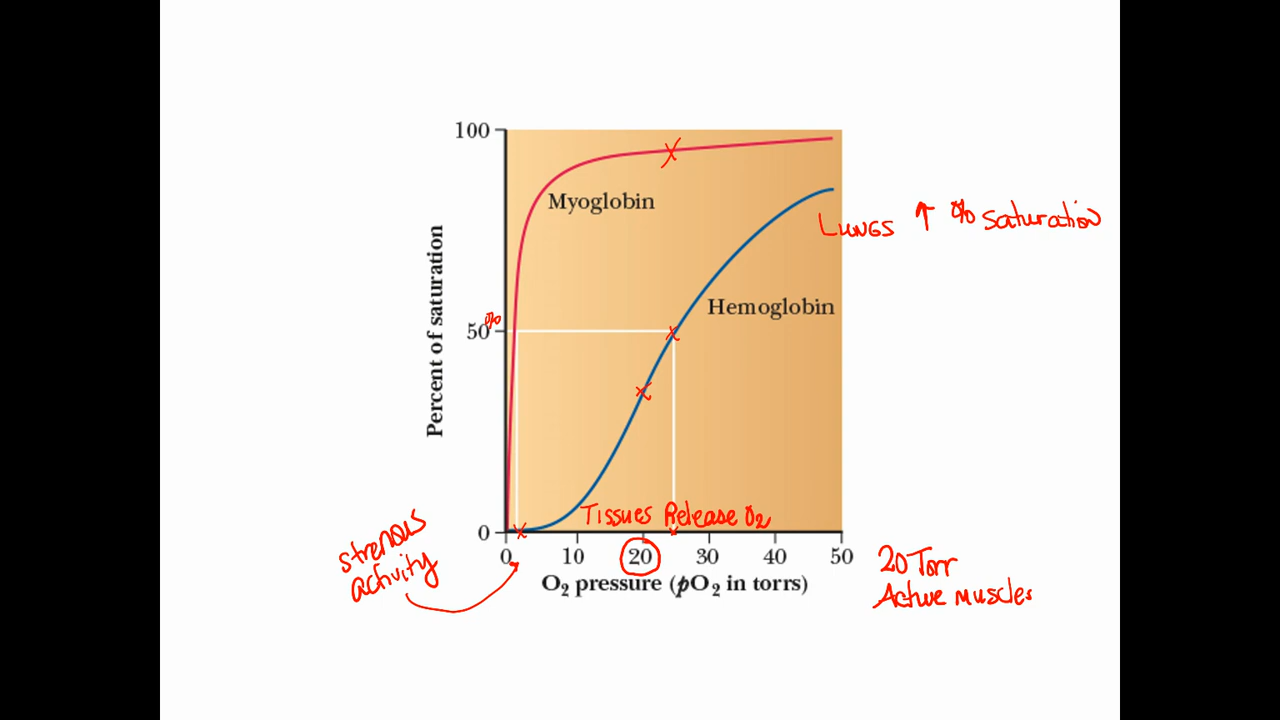 100
Myoglobin
LUNGS ↑ % saturation
Percent of saturation
Hemoglobin
50%
Tissues Release O2
0
strenous
activity
0 10 20 30 40 50
O₂ pressure (pO₂ in torrs)
20 Torr
Active muscles